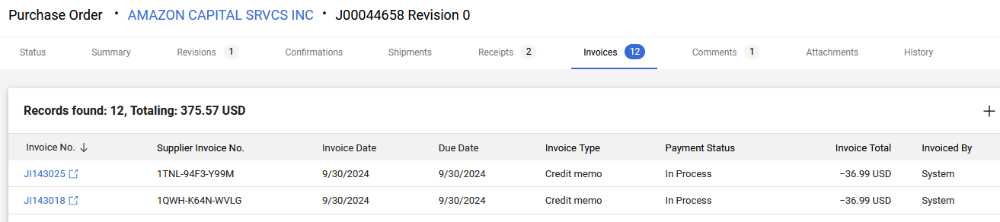 Purchase Order • AMAZON CAPITAL SRVCS INC • J00044658 Revision 0
Status Summary Revisions 1 Confirmations Shipments Receipts 2 Invoices 12 Comments 1 Attachments History
Records found: 12, Totaling: 375.57 USD
Invoice No. ↓ Supplier Invoice No. Invoice Date Due Date Invoice Type Payment Status Invoice Total Invoiced By
JI143025 1TNL-94F3-Y99M 9/30/2024 9/30/2024 Credit memo In Process −36.99 USD System
JI143018 1QWH-K64N-WVLG 9/30/2024 9/30/2024 Credit memo In Process −36.99 USD System